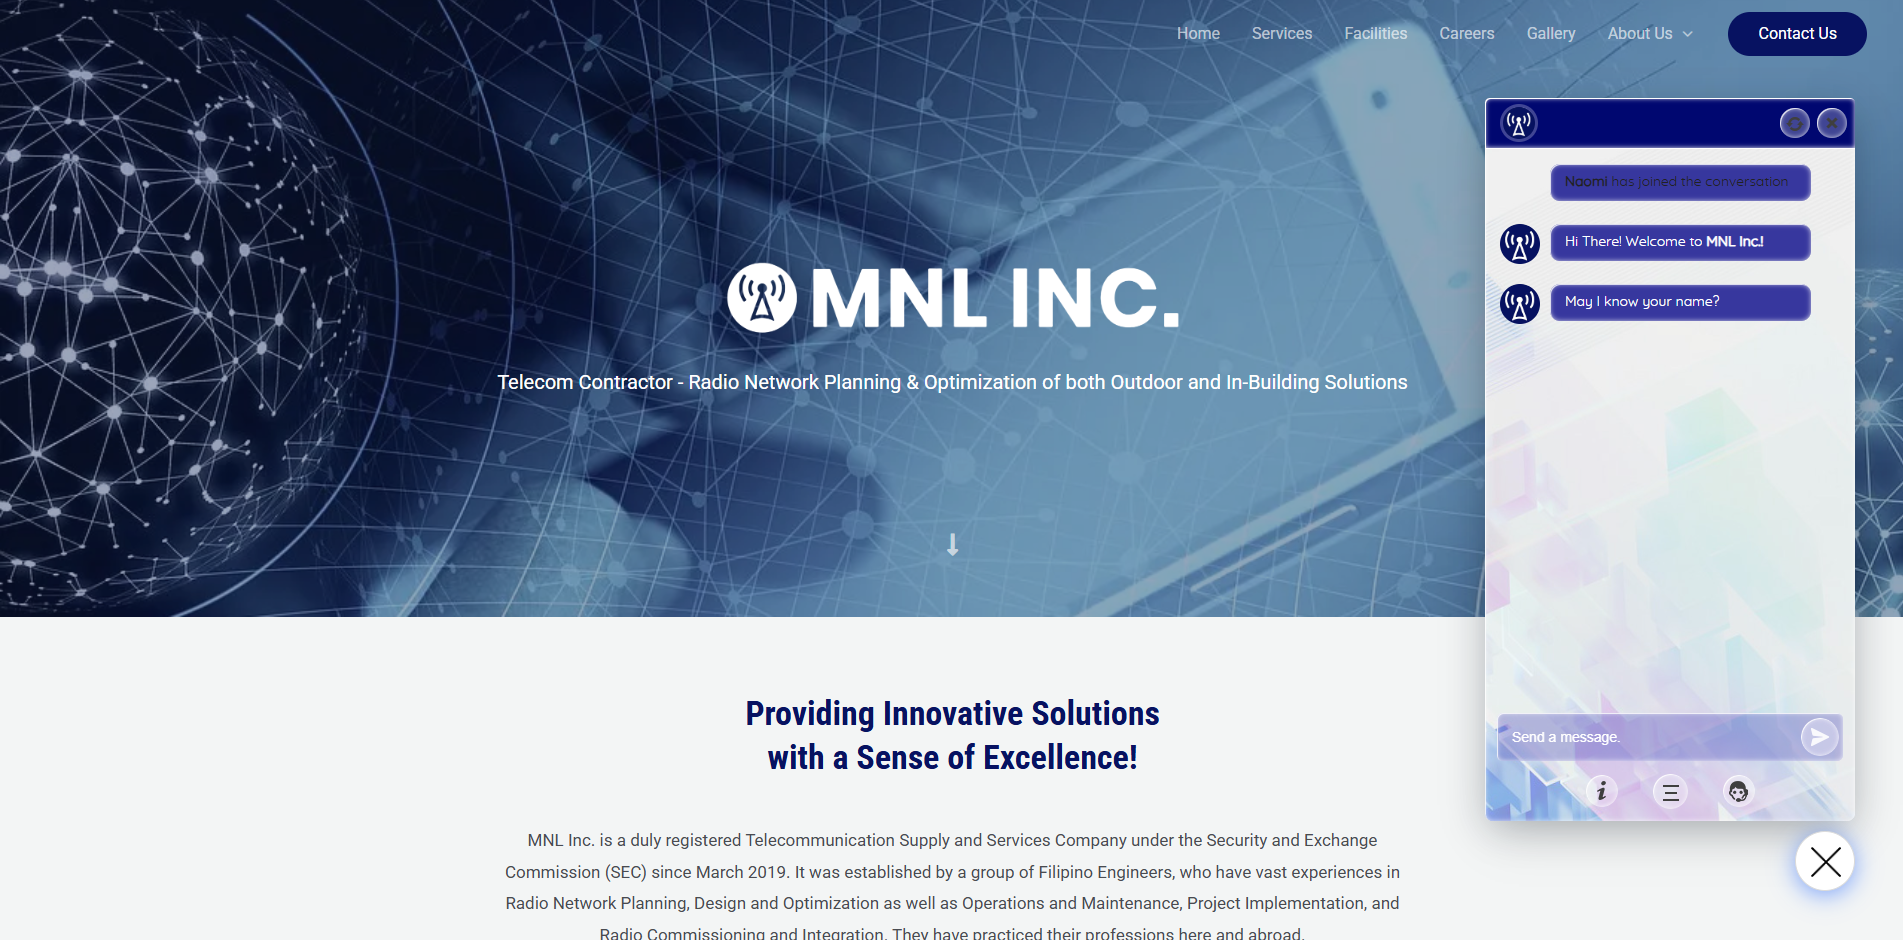 Home Services Facilities Careers Gallery About Us Contact Us
MNL INC.
Telecom Contractor - Radio Network Planning & Optimization of both Outdoor and In-Building Solutions
Providing Innovative Solutions
with a Sense of Excellence!
MNL Inc. is a duly registered Telecommunication Supply and Services Company under the Security and Exchange
Commission (SEC) since March 2019. It was established by a group of Filipino Engineers, who have vast experiences in
Radio Network Planning, Design and Optimization as well as Operations and Maintenance, Project Implementation, and
Radio Commissioning and Integration. They have practiced their professions here and abroad.
Naomi has joined the conversation
Hi There! Welcome to MNL Inc.!
May I know your name?
Send a message.